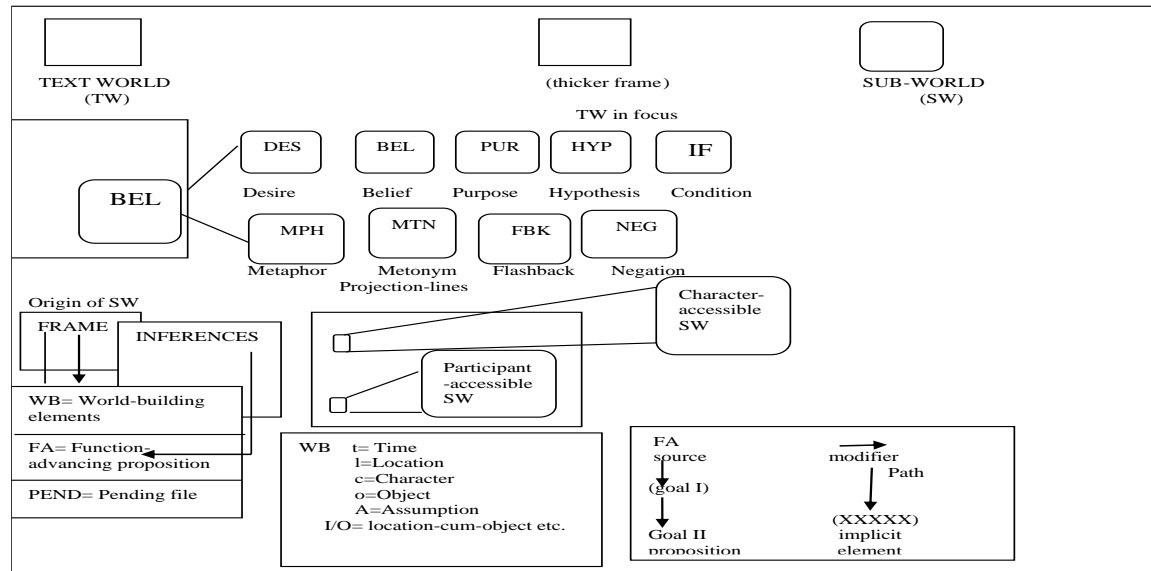 TEXT WORLD
(TW)
(thicker frame)
TW in focus
SUB-WORLD
(SW)
DES
BEL
PUR
HYP
IF
Desire
Belief
Purpose
Hypothesis
Condition
BEL
MPH
MTN
FBK
NEG
Metaphor
Metonym
Flashback
Negation
Projection-lines
Origin of SW
FRAME
INFERENCES
WB= World-building
elements
FA= Function-
advancing proposition
PEND= Pending file
Character-
accessible
SW
Participant
-accessible
SW
WB t= Time
l=Location
c=Character
o=Object
A=Assumption
I/O= location-cum-object etc.
FA
source
(goal I)
Goal II
proposition
modifier
Path
(XXXXX)
implicit
element